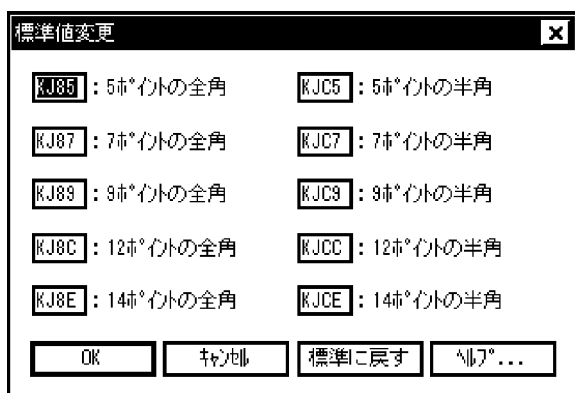 標準値変更
KJ85：5ﾎﾟｲﾝﾄの全角 KJC5：5ﾎﾟｲﾝﾄの半角
KJ87：7ﾎﾟｲﾝﾄの全角 KJC7：7ﾎﾟｲﾝﾄの半角
KJ89：9ﾎﾟｲﾝﾄの全角 KJC9：9ﾎﾟｲﾝﾄの半角
KJ8C：12ﾎﾟｲﾝﾄの全角 KJCC：12ﾎﾟｲﾝﾄの半角
KJ8E：14ﾎﾟｲﾝﾄの全角 KJCE：14ﾎﾟｲﾝﾄの半角
OK ｷｬﾝｾﾙ 標準に戻す ﾍﾙﾌﾟ...